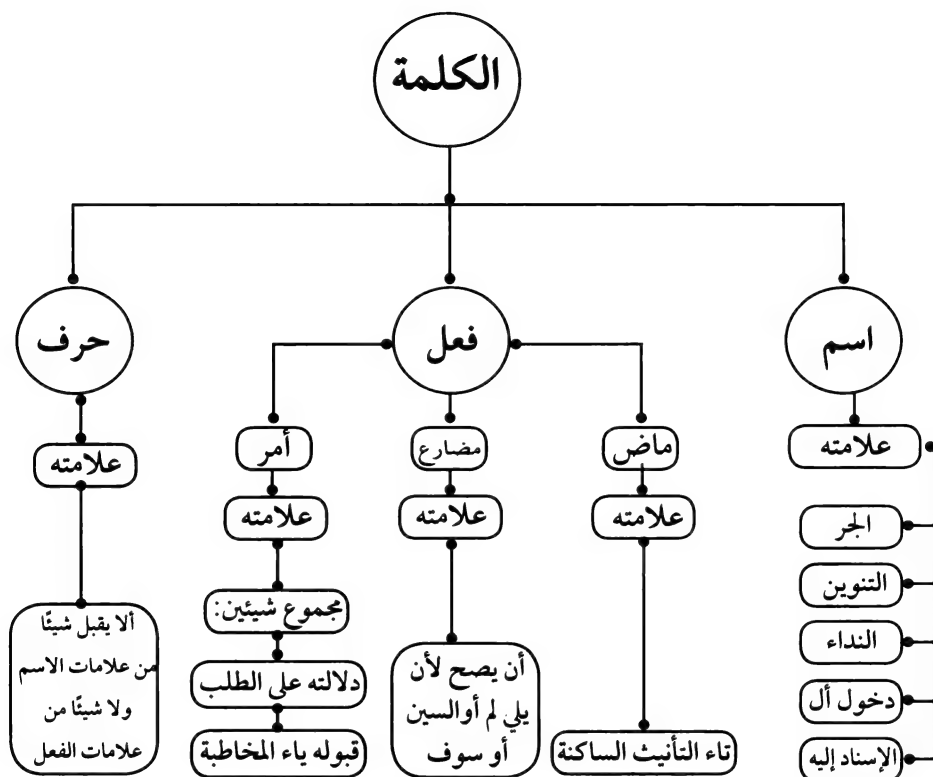 الكلمة
اسم
علامته
الجر
التنوين
النداء
دخول أل
الإسناد إليه
فعل
ماض
علامته
تاء التأنيث الساكنة
مضارع
علامته
أن يصح لأن
يلي لم أوالسين
أو سوف
أمر
علامته
مجموع شيئين:
دلالته على الطلب
قبوله ياء المخاطبة
حرف
علامته
ألا يقبل شيئًا
من علامات الاسم
ولا شيئًا من
علامات الفعل